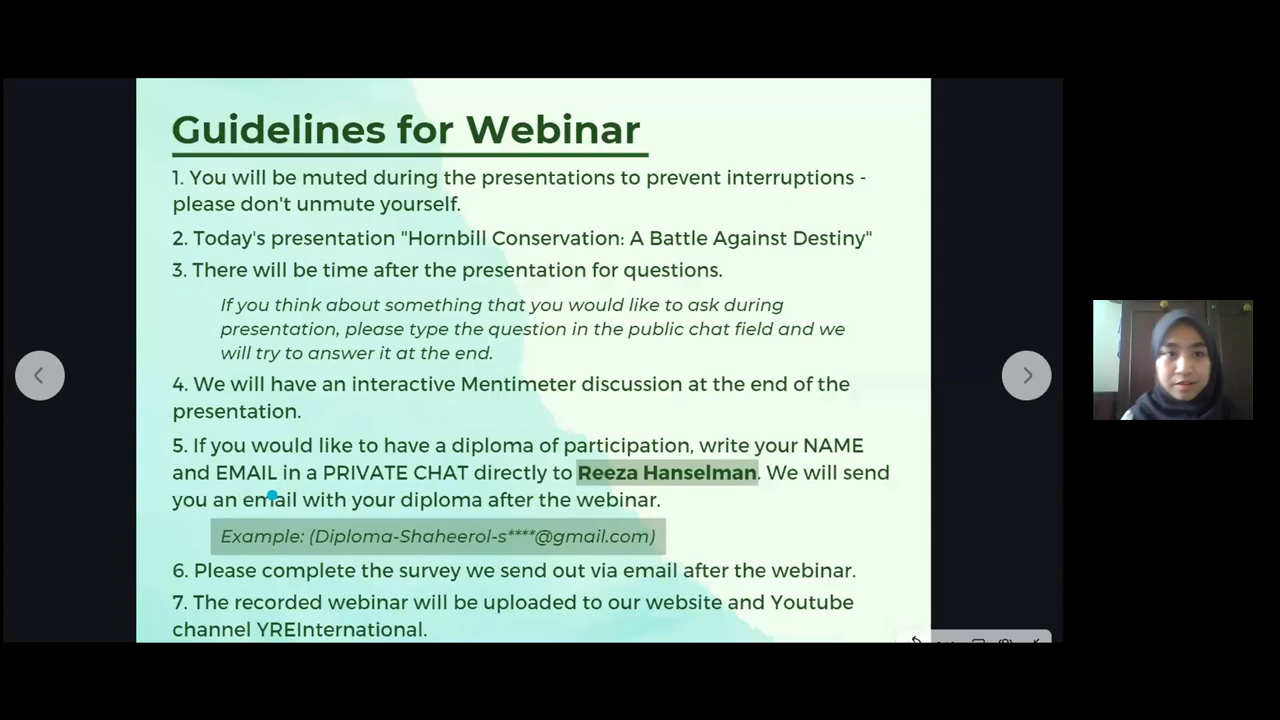 Guidelines for Webinar
1. You will be muted during the presentations to prevent interruptions -
please don't unmute yourself.
2. Today's presentation "Hornbill Conservation: A Battle Against Destiny"
3. There will be time after the presentation for questions.
If you think about something that you would like to ask during
presentation, please type the question in the public chat field and we
will try to answer it at the end.
4. We will have an interactive Mentimeter discussion at the end of the
presentation.
5. If you would like to have a diploma of participation, write your NAME
and EMAIL in a PRIVATE CHAT directly to Reeza Hanselman. We will send
you an email with your diploma after the webinar.
Example: (Diploma-Shaheerol-s****@gmail.com)
6. Please complete the survey we send out via email after the webinar.
7. The recorded webinar will be uploaded to our website and Youtube
channel YREInternational.